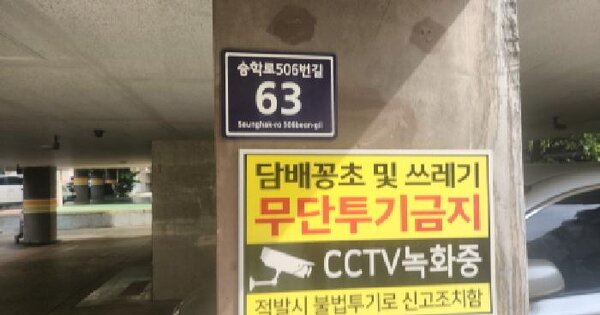 승학로506번길
63
Seunghak-ro 506beon-gil
담배꽁초 및 쓰레기
무단투기금지
CCTV녹화중
적발시 불법투기로 신고조치함